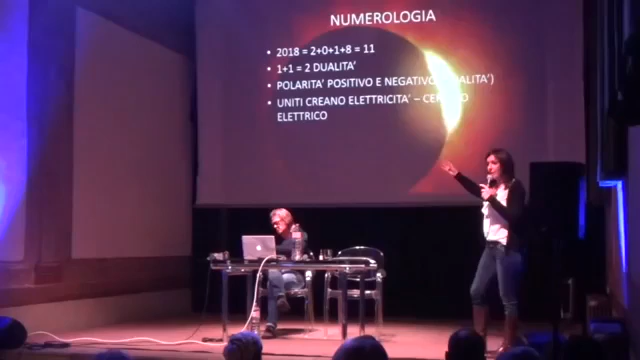 NUMEROLOGIA
• 2018 = 2+0+1+8 = 11
• 1+1 = 2 DUALITA'
• POLARITA' POSITIVO E NEGATIVO
• UNITI CREANO ELETTRICITA' –
ELETTRICO